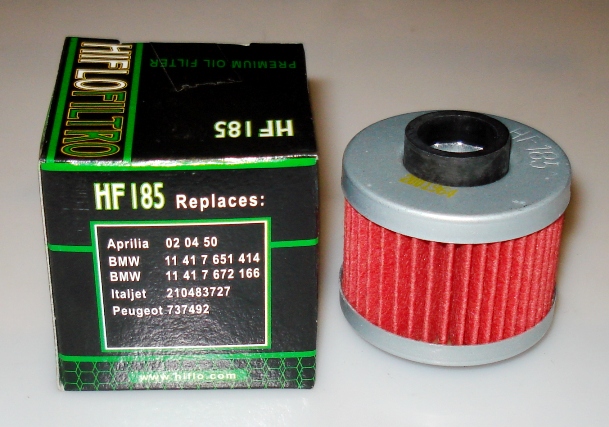 HIFLOFILTRO
PREMIUM OIL FILTER
HF185
HF185 Replaces:
Aprilia 02 04 50
BMW 11 41 7 651 414
BMW 11 41 7 672 166
Italjet 210483727
Peugeot 737492
www.hiflo.com
HF 185